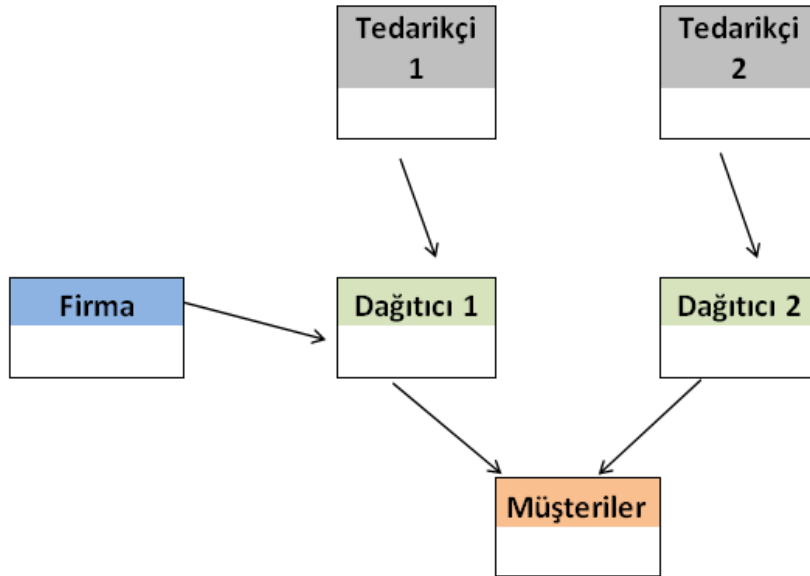 Tedarikçi
1
Tedarikçi
2
Firma
Dağıtıcı 1
Dağıtıcı 2
Müşteriler